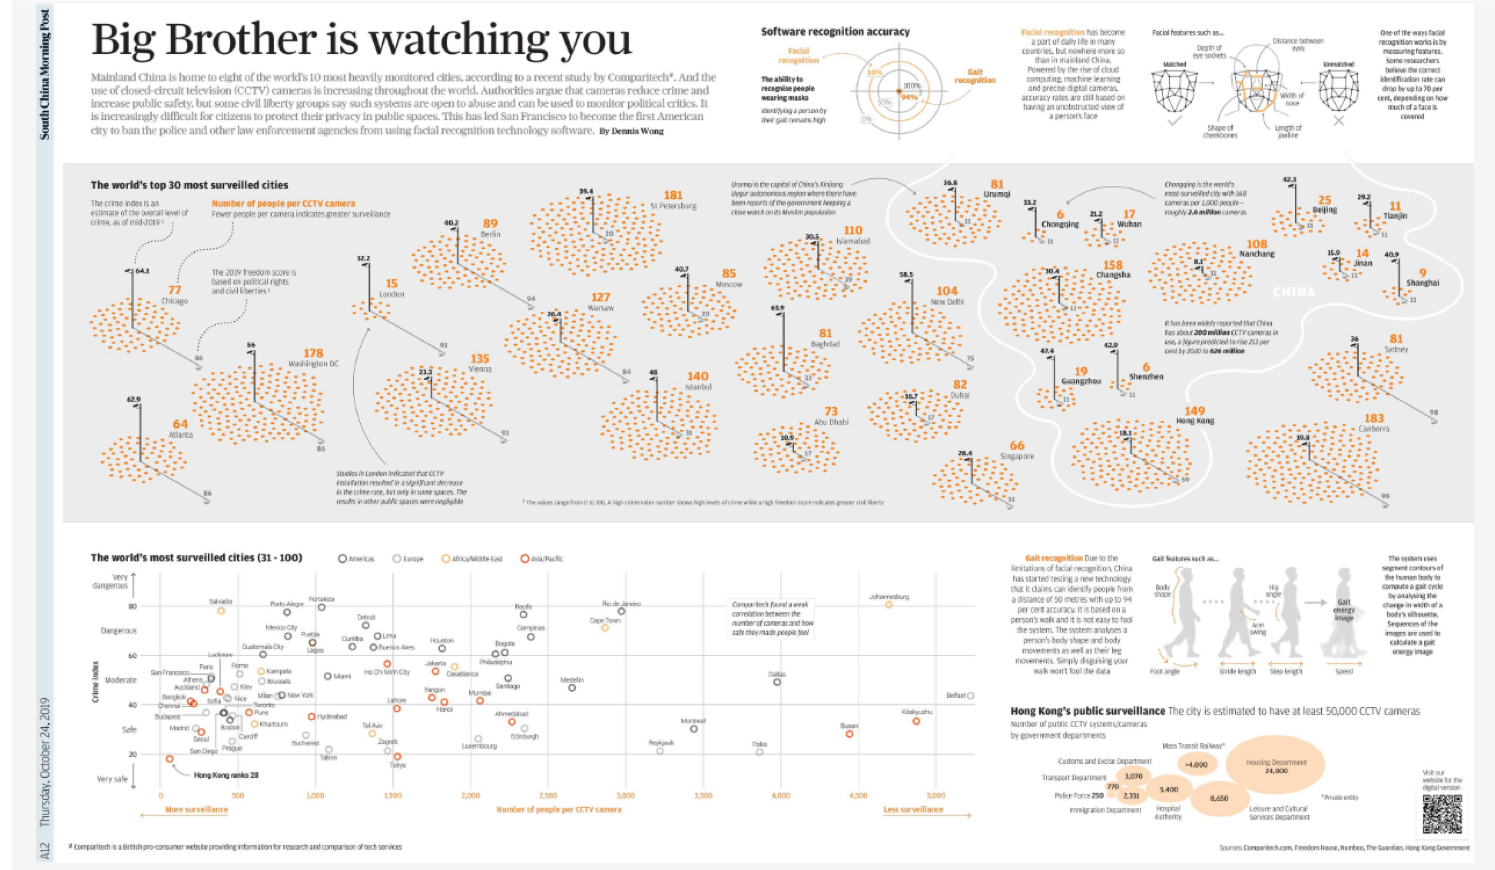 South China Morning Post
Thursday, October 24, 2019
A12
Big Brother is watching you
Mainland China is home to eight of the world's 10 most heavily monitored cities, according to a recent study by Comparitech#. And the
use of closed-circuit television (CCTV) cameras is increasing throughout the world. Authorities argue that cameras reduce crime and
increase public safety, but some civil liberty groups say such systems are open to abuse and can be used to monitor political critics. It
is increasingly difficult for citizens to protect their privacy in public spaces. This has led San Francisco to become the first American
city to ban the police and other law enforcement agencies from using facial recognition technology software. By Dennis Wong
Software recognition accuracy
Facial
recognition
The ability to
recognise people
wearing masks
Identifying a person by
their gait remains high
30%
100%
94%
50%
0%
Gait
recognition
Facial recognition has become
a part of daily life in many
countries, but nowhere more so
than in mainland China.
Powered by the rise of cloud
computing, machine learning
and precise digital cameras,
accuracy rates are still based on
having an unobstructed view of
a person's face
Facial features such as...
Matched
Depth of
eye sockets
Distance between
eyes
Unmatched
Width of
nose
Shape of
cheekbones
Length of
jawline
One of the ways facial
recognition works is by
measuring features.
Some researchers
believe the correct
identification rate can
drop by up to 70 per
cent, depending on how
much of a face is
covered
The world's top 30 most surveilled cities
The crime index is an
estimate of the overall level of
crime, as of mid-2019
Number of people per CCTV camera
Fewer people per camera indicates greater surveillance
The 2019 freedom score is
based on political rights
and civil liberties
64.1
77
Chicago
86
56
178
Washington DC
86
62.9
64
Atlanta
86
52.2
15
London
93
40.2
89
Berlin
94
23.3
135
Vienna
93
39.4
181
St Petersburg
20
26.4
127
Warsaw
84
40.7
85
Moscow
20
48
140
Istanbul
31
Studies in London indicated that CCTV
installation resulted in a significant decrease
in the crime rate, but only in some spaces. The
results in other public spaces were negligible
Urumqi is the capital of China's Xinjiang
Uygur autonomous region where there have
been reports of the government keeping a
close watch on its Muslim population
30.5
110
Islamabad
39
63.9
81
Baghdad
32
58.5
104
New Delhi
75
10.9
73
Abu Dhabi
17
16.7
82
Dubai
17
28.4
66
Singapore
51
36.8
81
Urumqi
11
33.2
6
Chongqing
11
21.2
17
Wuhan
11
Chongqing is the world's
most-surveilled city with 168
cameras per 1,000 people -
roughly 2.6 million cameras
42.3
25
Beijing
11
29.2
11
Tianjin
11
30.4
158
Changsha
11
8.1
108
Nanchang
11
15.9
14
Jinan
11
40.9
9
Shanghai
11
CHINA
It has been widely reported that China
has about 200 million CCTV cameras in
use, a figure predicted to rise 213 per
cent by 2020 to 626 million
47.4
19
Guangzhou
11
42.9
6
Shenzhen
11
18.1
149
Hong Kong
59
26
81
Sydney
98
19.8
183
Canberra
98
The values range from 0 to 100. A high crime index number shows high levels of crime while a high freedom score indicates greater civil liberty
The world's most surveilled cities (31 - 100)
Americas
Europe
Africa/Middle East
Asia/Pacific
Crime index
Very
dangerous
80
Dangerous
60
Moderate
40
Safe
20
Very safe
Salvador
Porto Alegre
Fortaleza
Mexico City
Puebla
Lagos
Detroit
Curitiba
Lima
Buenos Aires
Guatemala City
Houston
Recife
Campinas
Bogota
Philadelphia
Rio de Janeiro
Cape Town
Johannesburg
Lucknow
Paris
San Francisco
Athens
Auckland
Bangkok
Chennai
Budapest
Madrid
Seoul
San Diego
Rome
Kiev
Nice
Sofia
Kampala
Brussels
Milan
New York
Toronto
Pune
Khartoum
Boston
Cardiff
Prague
Miami
Ho Chi Minh City
Jakarta
Casablanca
Santiago
Medellin
Yangon
Hanoi
Mumbai
Lahore
Hyderabad
Bucharest
Tallinn
Tel Aviv
Zagreb
Tokyo
Ahmedabad
Edinburgh
Luxembourg
Dallas
Montreal
Reykjavik
Tbilisi
Busan
Kitakyushu
Belfast
Comparitech found a weak
correlation between the
number of cameras and how
safe they made people feel
Hong Kong ranks 28
0
500
1,000
1,500
2,000
2,500
3,000
3,500
4,000
4,500
5,000
More surveillance
Number of people per CCTV camera
Less surveillance
Gait recognition Due to the
limitations of facial recognition, China
has started testing a new technology
that it claims can identify people from
a distance of 50 metres with up to 94
per cent accuracy. It is based on a
person's walk and it is not easy to fool
the system. The system analyses a
person's body shape and body
movements as well as their leg
movements. Simply disguising your
walk won't fool the data
Gait features such as...
Body
shape
Hip
angle
Arm
swing
Gait
energy
image
Foot angle
Stride length
Step length
Speed
The system uses
segment contours of
the human body to
compute a gait cycle
by analysing the
change in width of a
body's silhouette.
Sequences of the
images are used to
calculate a gait
energy image
Hong Kong's public surveillance The city is estimated to have at least 50,000 CCTV cameras
Number of public CCTV systems/cameras
by government departments
Customs and Excise Department
3,070
Transport Department
770
Police Force 250
2,331
Immigration Department
Mass Transit Railway*
~4,000
5,400
Hospital
Authority
8,650
Leisure and Cultural
Services Department
Housing Department
24,000
*Private entity
Visit our
website for the
digital version
# Comparitech is a British pro-consumer website providing information for research and comparison of tech services
Sources: Comparitech.com, Freedom House, Numbeo, The Guardian, Hong Kong Government